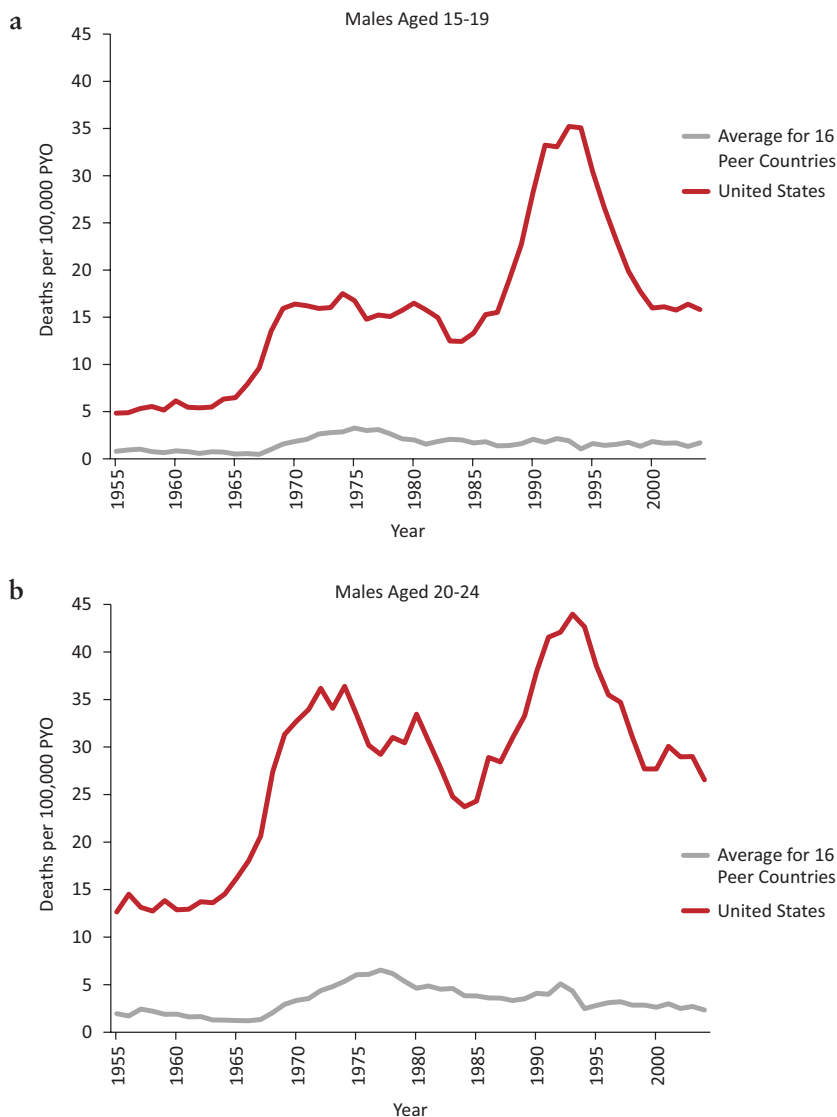 a
Males Aged 15-19
45
40
35
30
25
20
15
10
5
0
Deaths per 100,000 PYO
1955
1960
1965
1970
1975
1980
1985
1990
1995
2000
Year
Average for 16
Peer Countries
United States
b
Males Aged 20-24
45
40
35
30
25
20
15
10
5
0
Deaths per 100,000 PYO
1955
1960
1965
1970
1975
1980
1985
1990
1995
2000
Year
Average for 16
Peer Countries
United States